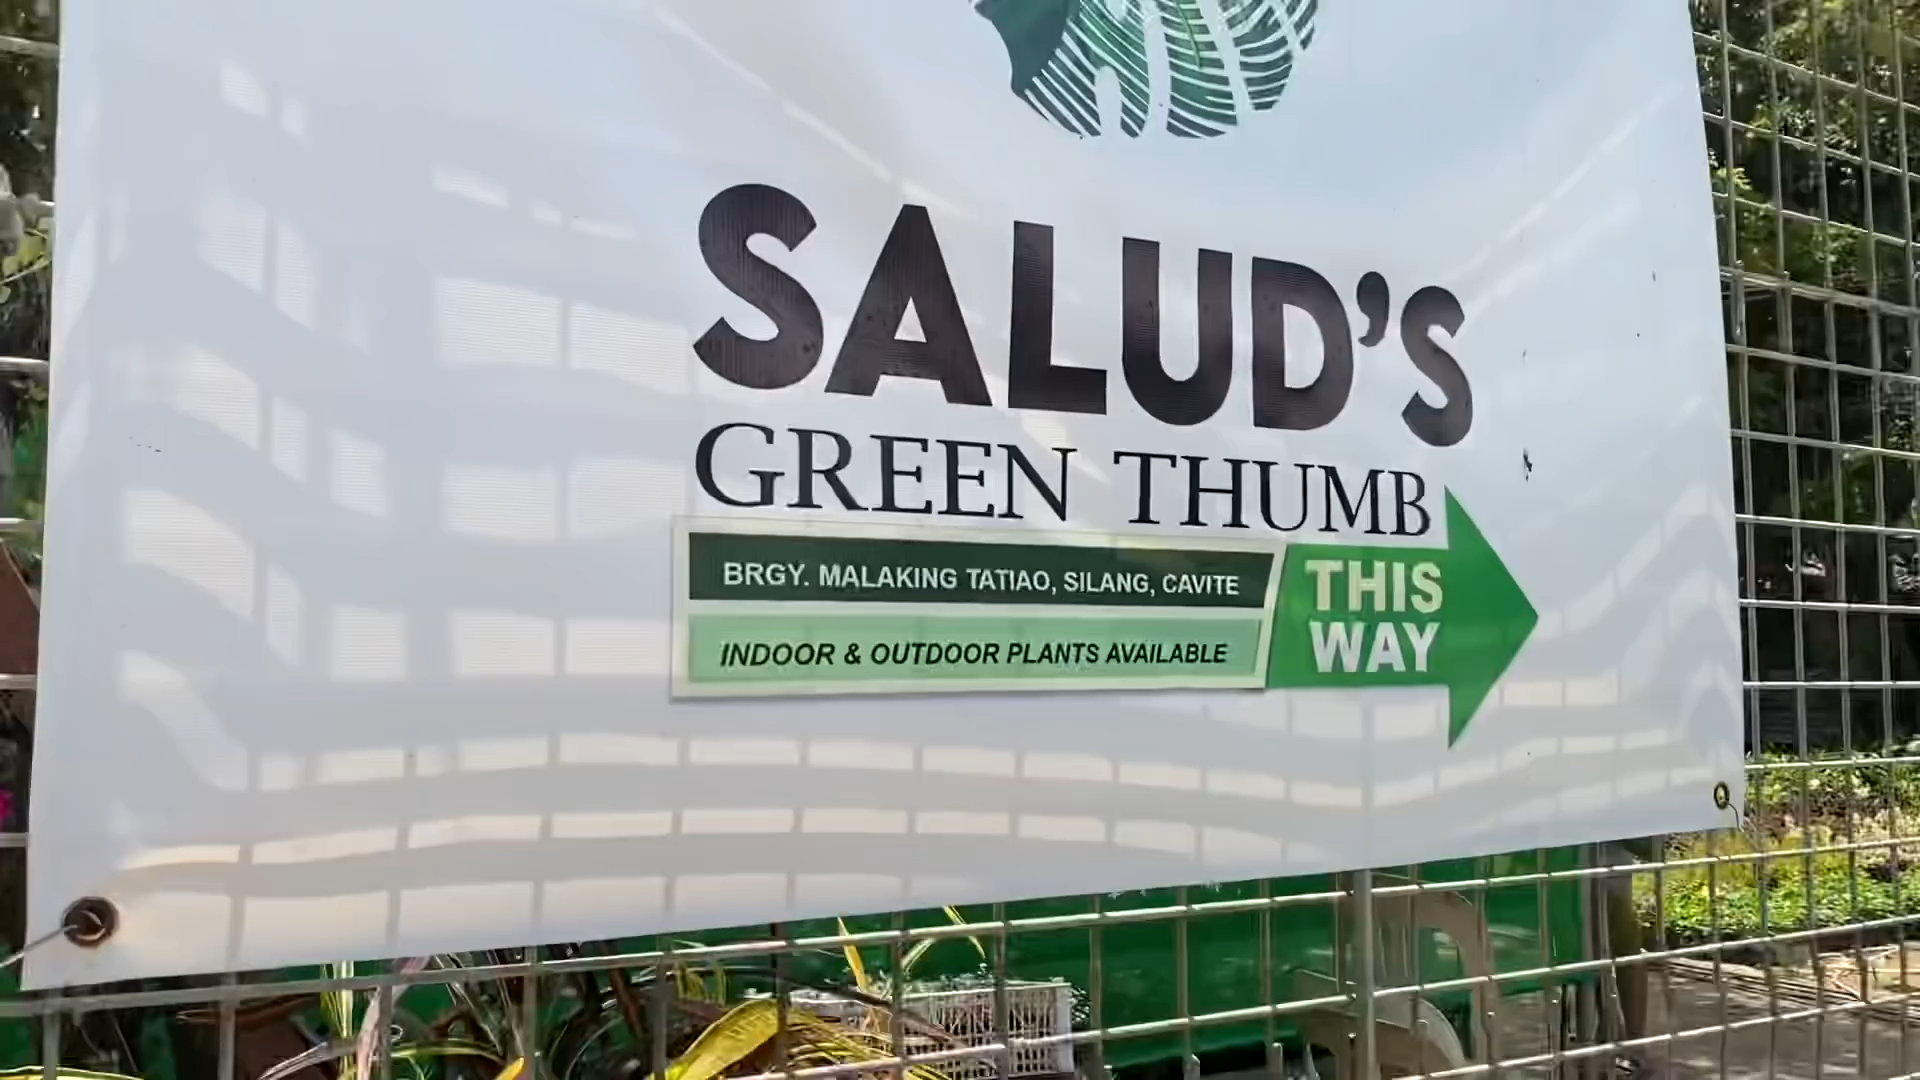 SALUD'S
GREEN THUMB
BRGY. MALAKING TATIAO, SILANG, CAVITE
INDOOR & OUTDOOR PLANTS AVAILABLE
THIS
WAY